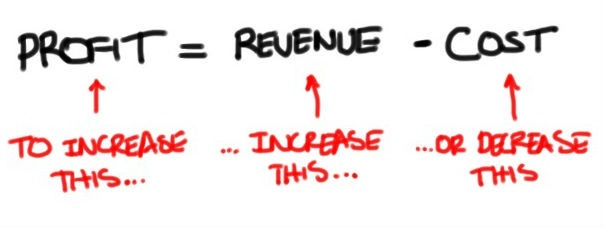 PROFIT = REVENUE - COST
TO INCREASE THIS...
... INCREASE THIS...
...OR DECREASE THIS